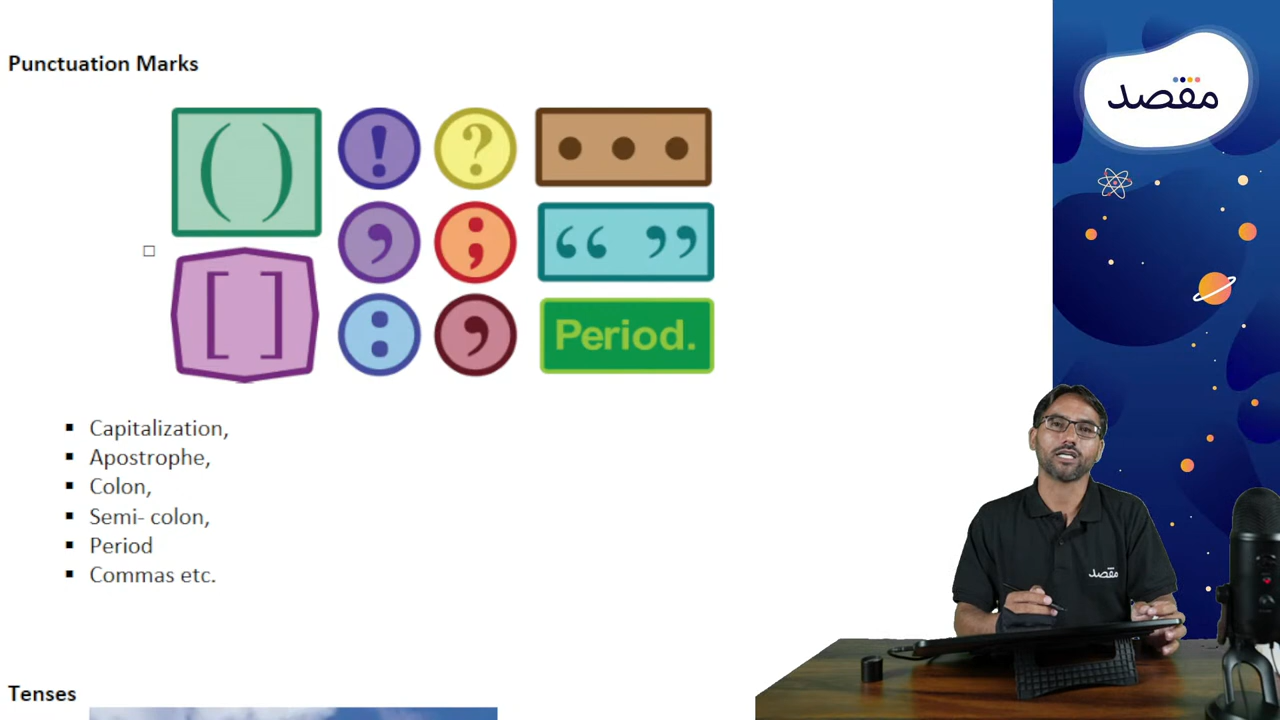 Punctuation Marks
( ) ! ? • • •
, ; “ ”
[ ] : , Period.
Capitalization,
Apostrophe,
Colon,
Semi- colon,
Period
Commas etc.
Tenses
مقصد
مقصد